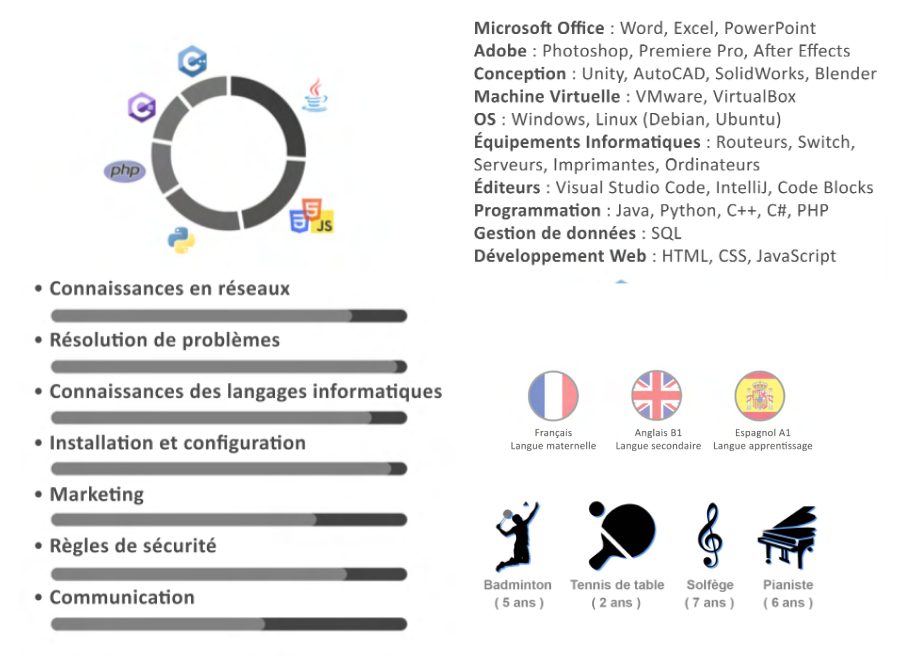 php
JS
• Connaissances en réseaux
• Résolution de problèmes
• Connaissances des langages informatiques
• Installation et configuration
• Marketing
• Règles de sécurité
• Communication
Microsoft Office : Word, Excel, PowerPoint
Adobe : Photoshop, Premiere Pro, After Effects
Conception : Unity, AutoCAD, SolidWorks, Blender
Machine Virtuelle : VMware, VirtualBox
OS : Windows, Linux (Debian, Ubuntu)
Équipements Informatiques : Routeurs, Switch,
Serveurs, Imprimantes, Ordinateurs
Éditeurs : Visual Studio Code, IntelliJ, Code Blocks
Programmation : Java, Python, C++, C#, PHP
Gestion de données : SQL
Développement Web : HTML, CSS, JavaScript
Français
Langue maternelle
Anglais B1
Langue secondaire
Espagnol A1
Langue apprentissage
Badminton
( 5 ans )
Tennis de table
( 2 ans )
Solfège
( 7 ans )
Pianiste
( 6 ans )